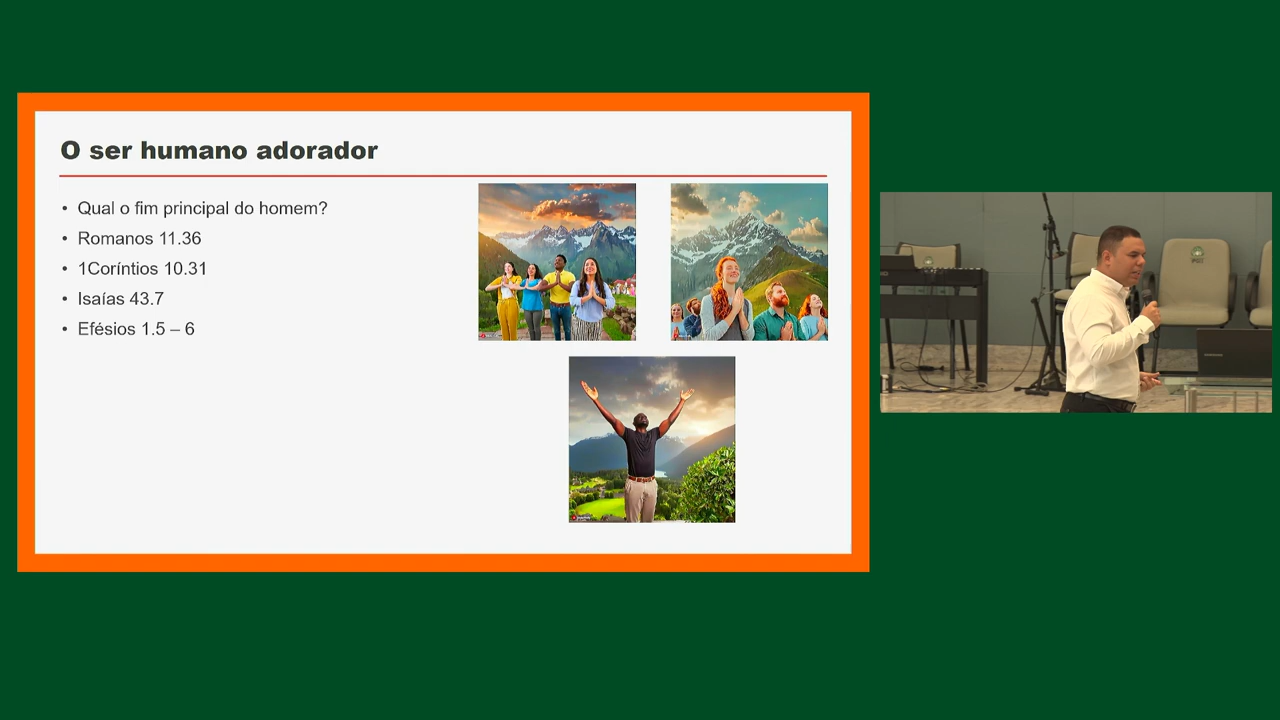 O ser humano adorador
• Qual o fim principal do homem?
• Romanos 11.36
• 1Coríntios 10.31
• Isaías 43.7
• Efésios 1.5 – 6